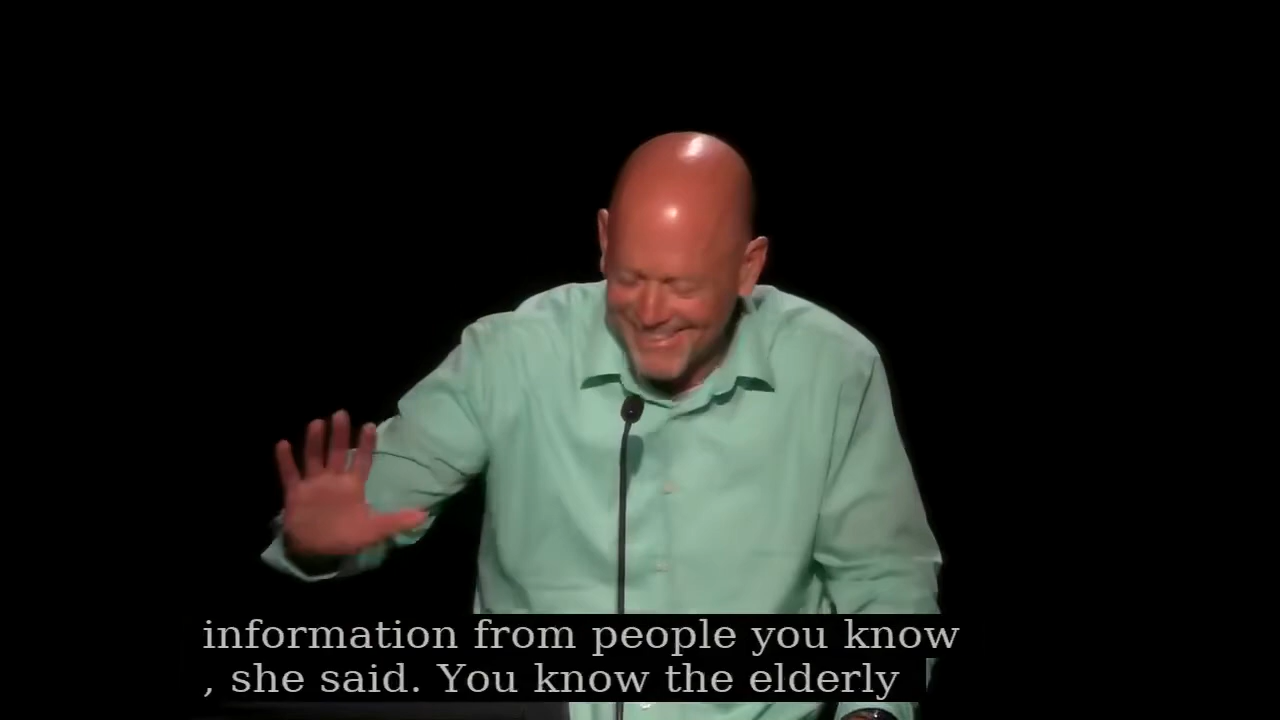 information from people you know
, she said. You know the elderly